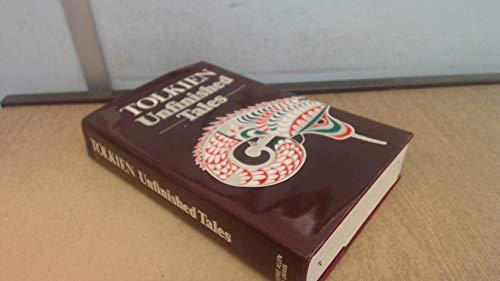 TOLKIEN
Unfinished
Tales
TOLKIEN Unfinished Tales